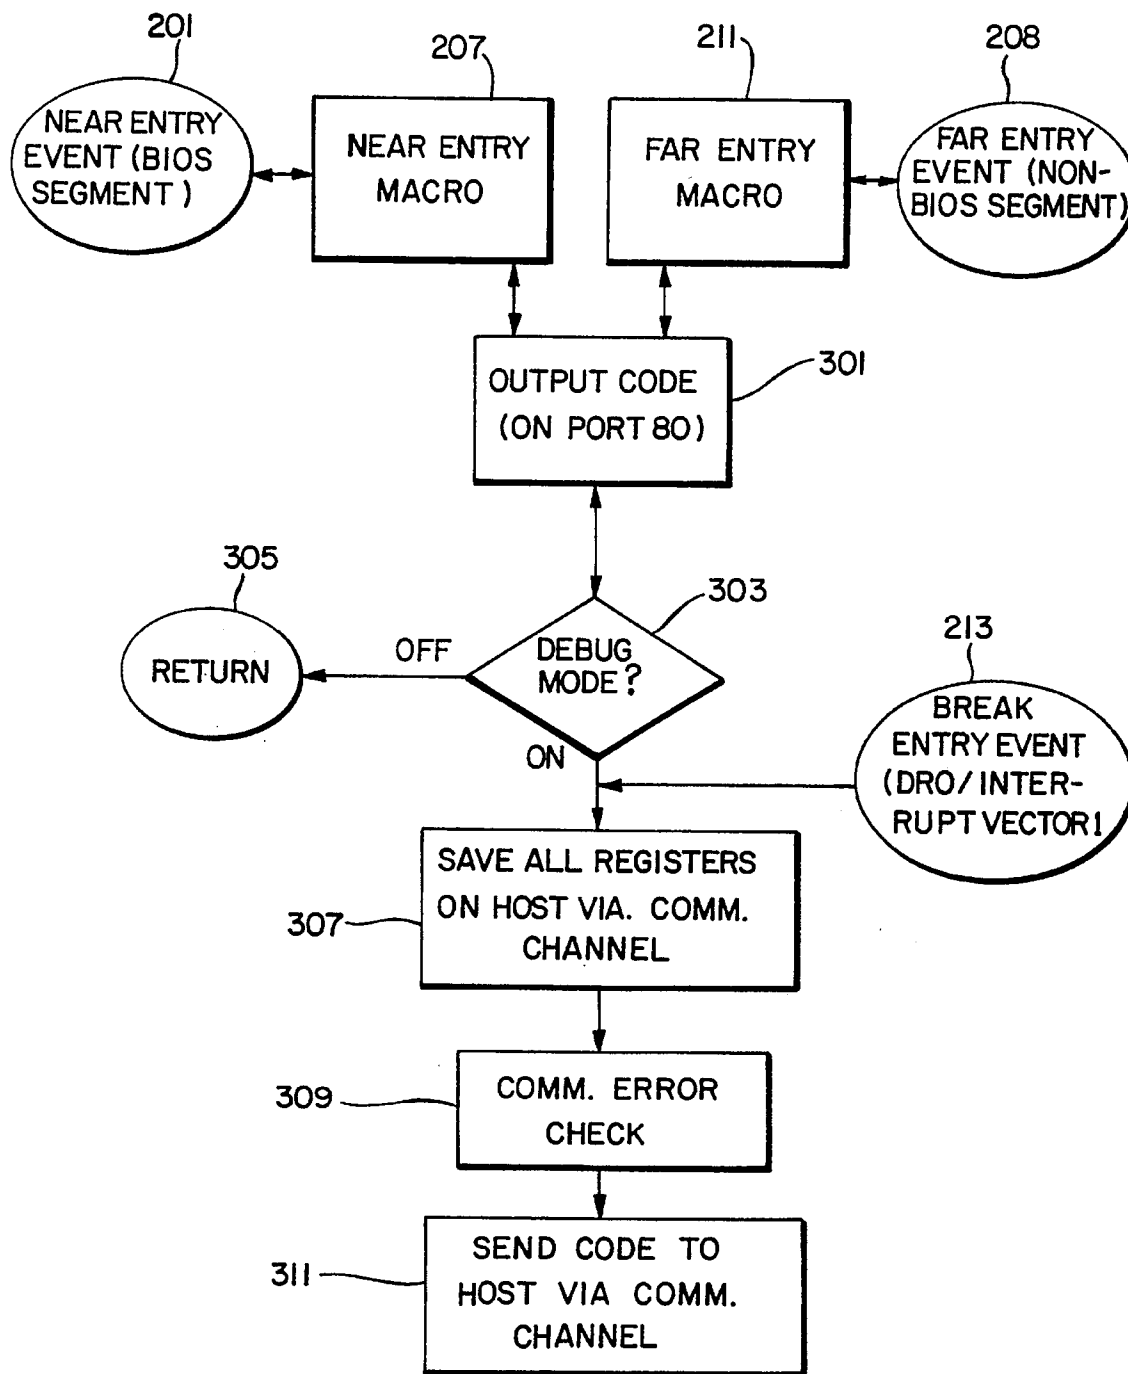 201
207
211
208
NEAR ENTRY
EVENT (BIOS
SEGMENT)
NEAR ENTRY
MACRO
FAR ENTRY
MACRO
FAR ENTRY
EVENT (NON-
BIOS SEGMENT)
OUTPUT CODE
(ON PORT 80)
301
305
RETURN
OFF
DEBUG
MODE?
303
ON
213
BREAK
ENTRY EVENT
(DRO/INTER-
RUPT VECTOR 1
SAVE ALL REGISTERS
ON HOST VIA. COMM.
CHANNEL
307
COMM. ERROR
CHECK
309
SEND CODE TO
HOST VIA COMM.
CHANNEL
311